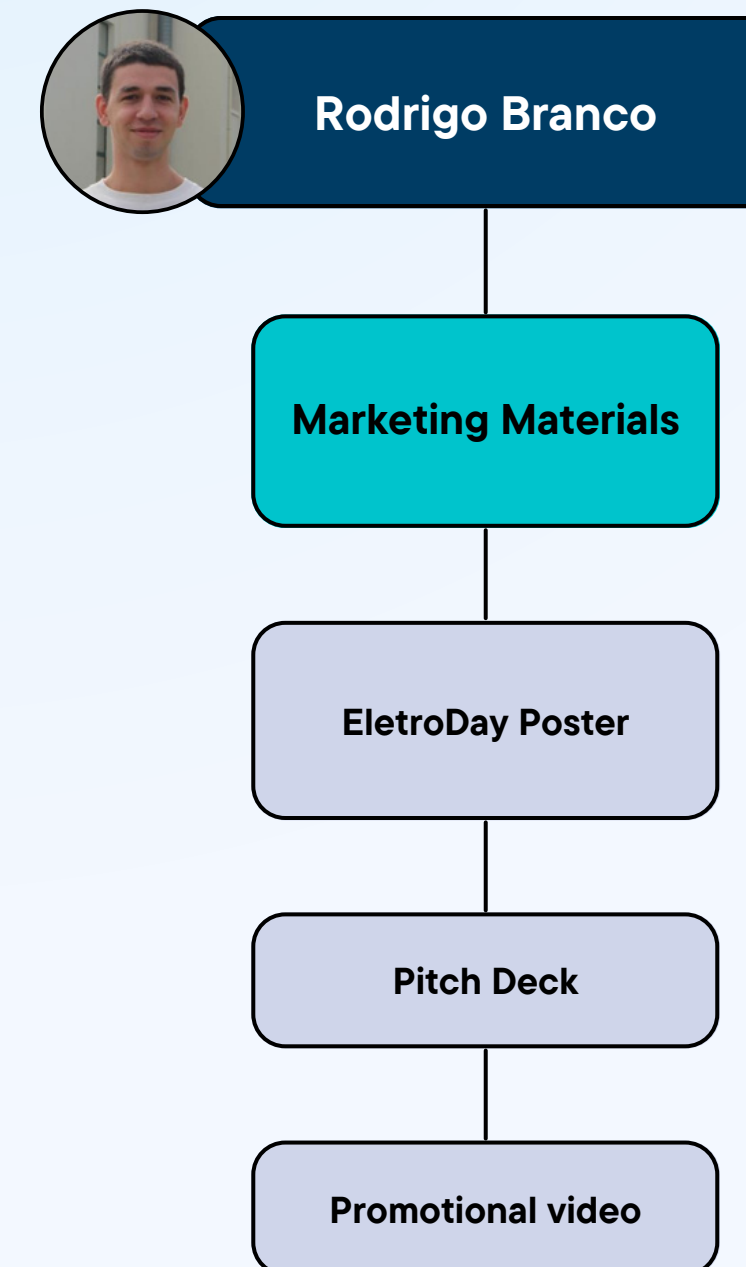 Rodrigo Branco
Marketing Materials
EletroDay Poster
Pitch Deck
Promotional video